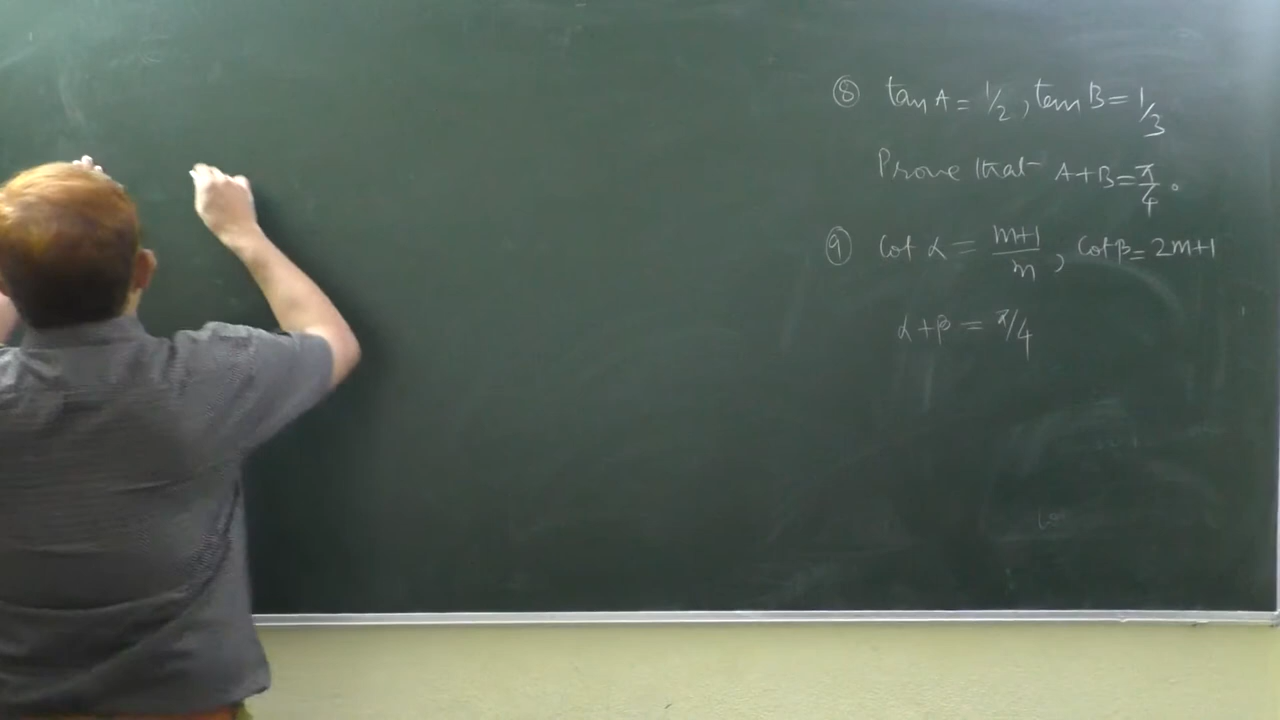 ⑧ tan A = 1/2, tan B = 1/3
Prove that A+B = π/4.
⑨ Cot α = m+1/m, Cot β = 2m+1
α+β = π/4